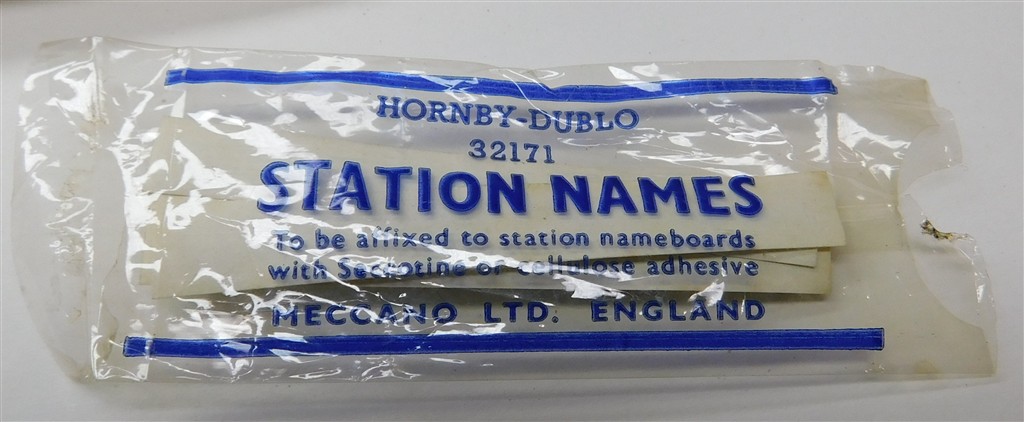 HORNBY-DUBLO
32171
STATION NAMES
To be affixed to station nameboards
with Seccotine or cellulose adhesive
MECCANO LTD. ENGLAND